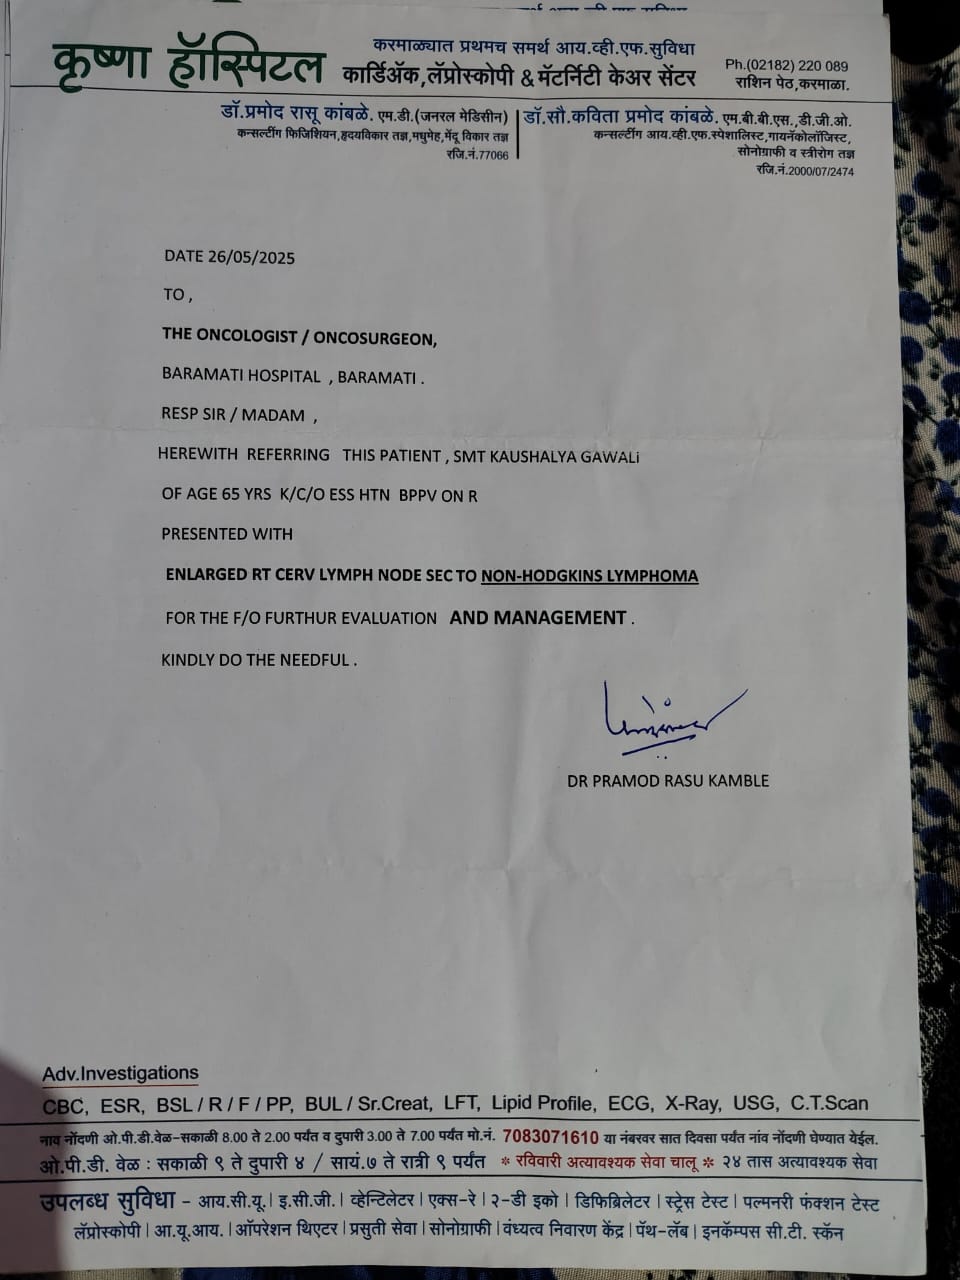 कृष्णा हॉस्पिटल
करमाळ्यात प्रथमच समर्थ आय.व्ही.एफ.सुविधा
कार्डिॲक,लॅप्रोस्कोपी & मॅटर्निटी केअर सेंटर
Ph.(02182) 220 089
राशिन पेठ,करमाळा.
डॉ.प्रमोद रासू कांबळे. एम.डी.(जनरल मेडिसीन)
कन्सल्टींग फिजिशियन,हृदयविकार तज्ञ,मधुमेह,मेंदू विकार तज्ञ
रजि.नं.77066
डॉ.सौ.कविता प्रमोद कांबळे. एम.बी.बी.एस., डी.जी.ओ.
कन्सल्टींग आय.व्ही.एफ.स्पेशालिस्ट,गायनॅकोलॉजिस्ट,
सोनोग्राफी व स्त्रीरोग तज्ञ
रजि.नं.2000/07/2474
DATE 26/05/2025
TO ,
THE ONCOLOGIST / ONCOSURGEON,
BARAMATI HOSPITAL , BARAMATI .
RESP SIR / MADAM ,
HEREWITH REFERRING THIS PATIENT , SMT KAUSHALYA GAWALi
OF AGE 65 YRS K/C/O ESS HTN BPPV ON R
PRESENTED WITH
ENLARGED RT CERV LYMPH NODE SEC TO NON-HODGKINS LYMPHOMA
FOR THE F/O FURTHUR EVALUATION AND MANAGEMENT .
KINDLY DO THE NEEDFUL .
DR PRAMOD RASU KAMBLE
Adv.Investigations
CBC, ESR, BSL / R / F / PP, BUL / Sr.Creat, LFT, Lipid Profile, ECG, X-Ray, USG, C.T.Scan
नाव नोंदणी ओ.पी.डी.वेळ-सकाळी 8.00 ते 2.00 पर्यंत व दुपारी 3.00 ते 7.00 पर्यंत मो.नं. 7083071610 या नंबरवर सात दिवसा पर्यंत नांव नोंदणी घेण्यात येईल.
ओ.पी.डी. वेळ : सकाळी ९ ते दुपारी ४ / सायं.७ ते रात्री ९ पर्यंत * रविवारी अत्यावश्यक सेवा चालू * २४ तास अत्यावश्यक सेवा
उपलब्ध सुविधा - आय.सी.यू.| इ.सी.जी.| व्हेन्टिलेटर | एक्स-रे | २-डी इको | डिफिब्रिलेटर | स्ट्रेस टेस्ट | पल्मनरी फंक्शन टेस्ट
लॅप्रोस्कोपी | आ.यू.आय. | ऑपरेशन थिएटर | प्रसुती सेवा | सोनोग्राफी | वंध्यत्व निवारण केंद्र | पॅथ-लॅब | इनकॅम्पस सी.टी. स्कॅन